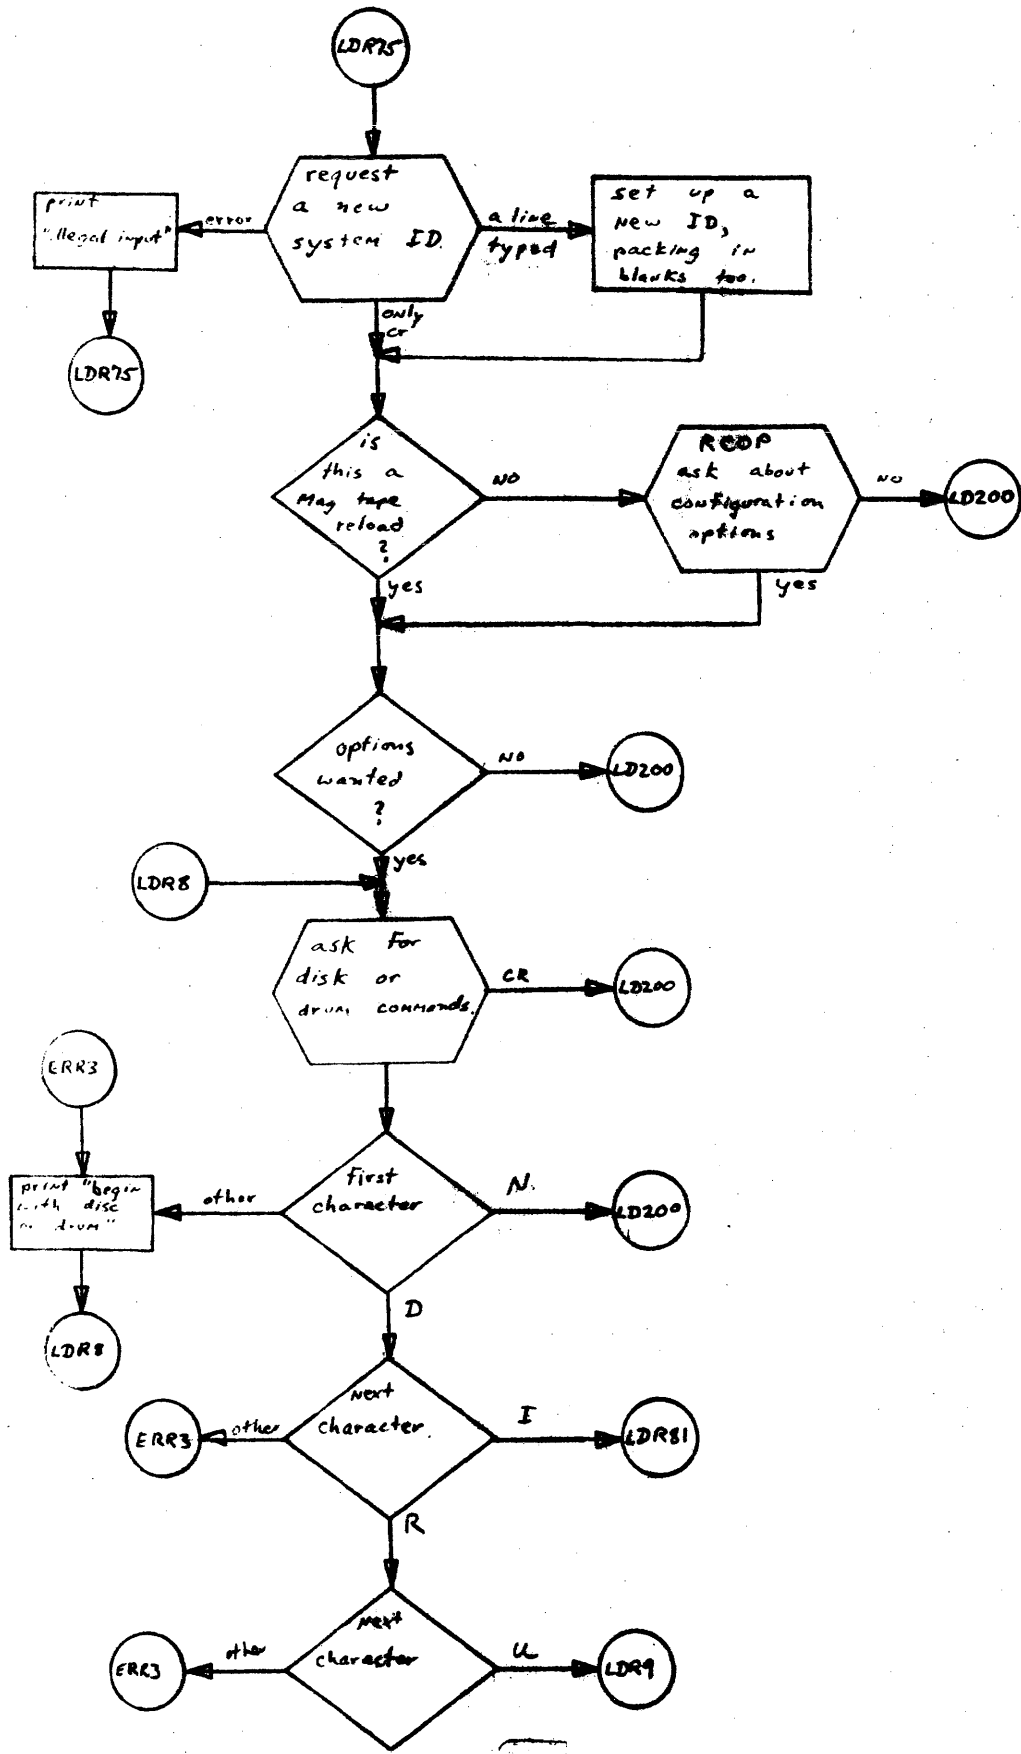 LDR75
request
a new
system ID.
error
print
"illegal input"
LDR75
a line
typed
set up a
new ID,
packing in
blanks too.
only
cr
is
this a
Mag tape
reload
?
NO
RCOP
ask about
configuration
options
NO
LD200
yes
yes
options
wanted
?
NO
LD200
yes
LDR8
ask for
disk or
drum commands.
CR
LD200
ERR3
print "begin
with disc
or drum"
LDR8
other
First
character
N.
LD200
D
Next
character.
other
ERR3
I
LDR81
R
Next
character
other
ERR3
U
LDR9